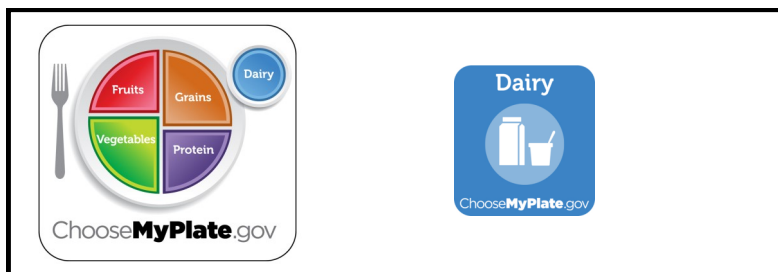 Dairy
Fruits
Grains
Vegetables
Protein
ChooseMyPlate.gov
Dairy
ChooseMyPlate.gov